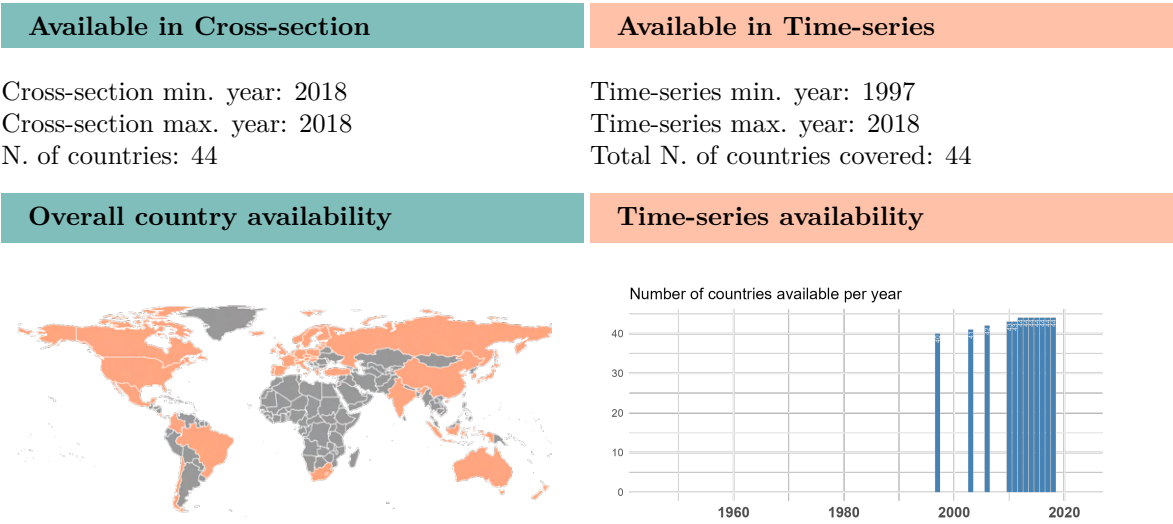 Available in Cross-section
Available in Time-series
Cross-section min. year: 2018
Cross-section max. year: 2018
N. of countries: 44
Time-series min. year: 1997
Time-series max. year: 2018
Total N. of countries covered: 44
Overall country availability
Time-series availability
Number of countries available per year
40
30
20
10
0
1960
1980
2000
2020